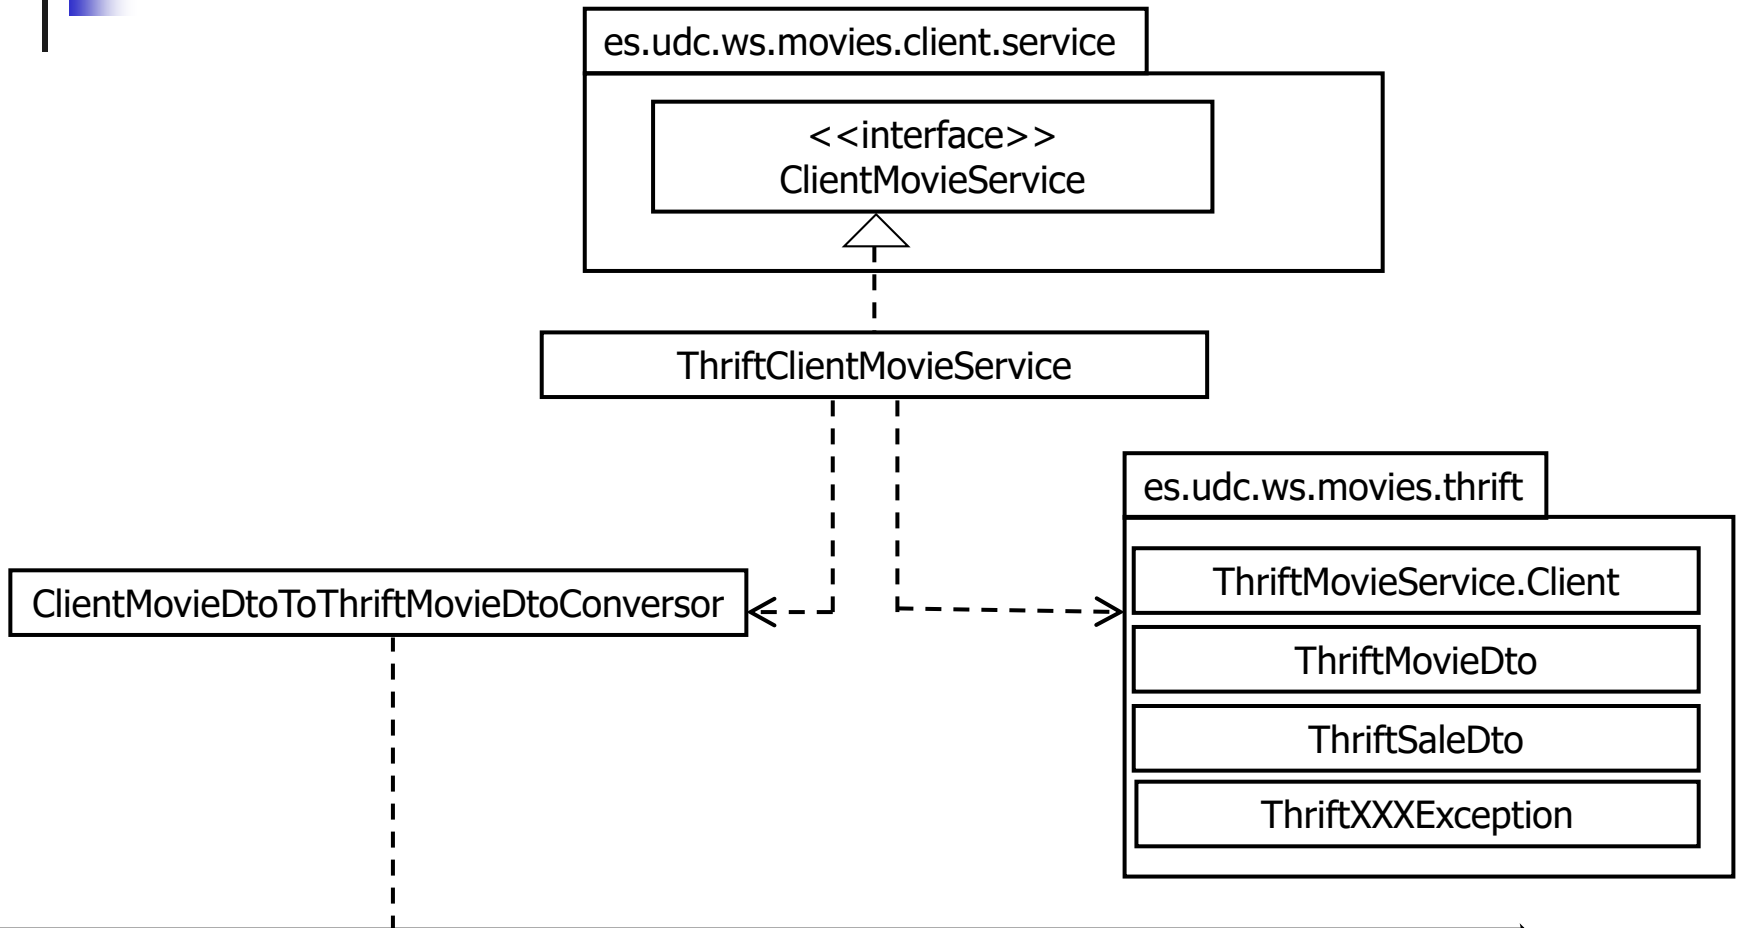 es.udc.ws.movies.client.service
<<interface>>
ClientMovieService
ThriftClientMovieService
es.udc.ws.movies.thrift
ThriftMovieService.Client
ClientMovieDtoToThriftMovieDtoConversor
ThriftMovieDto
ThriftSaleDto
ThriftXXXException